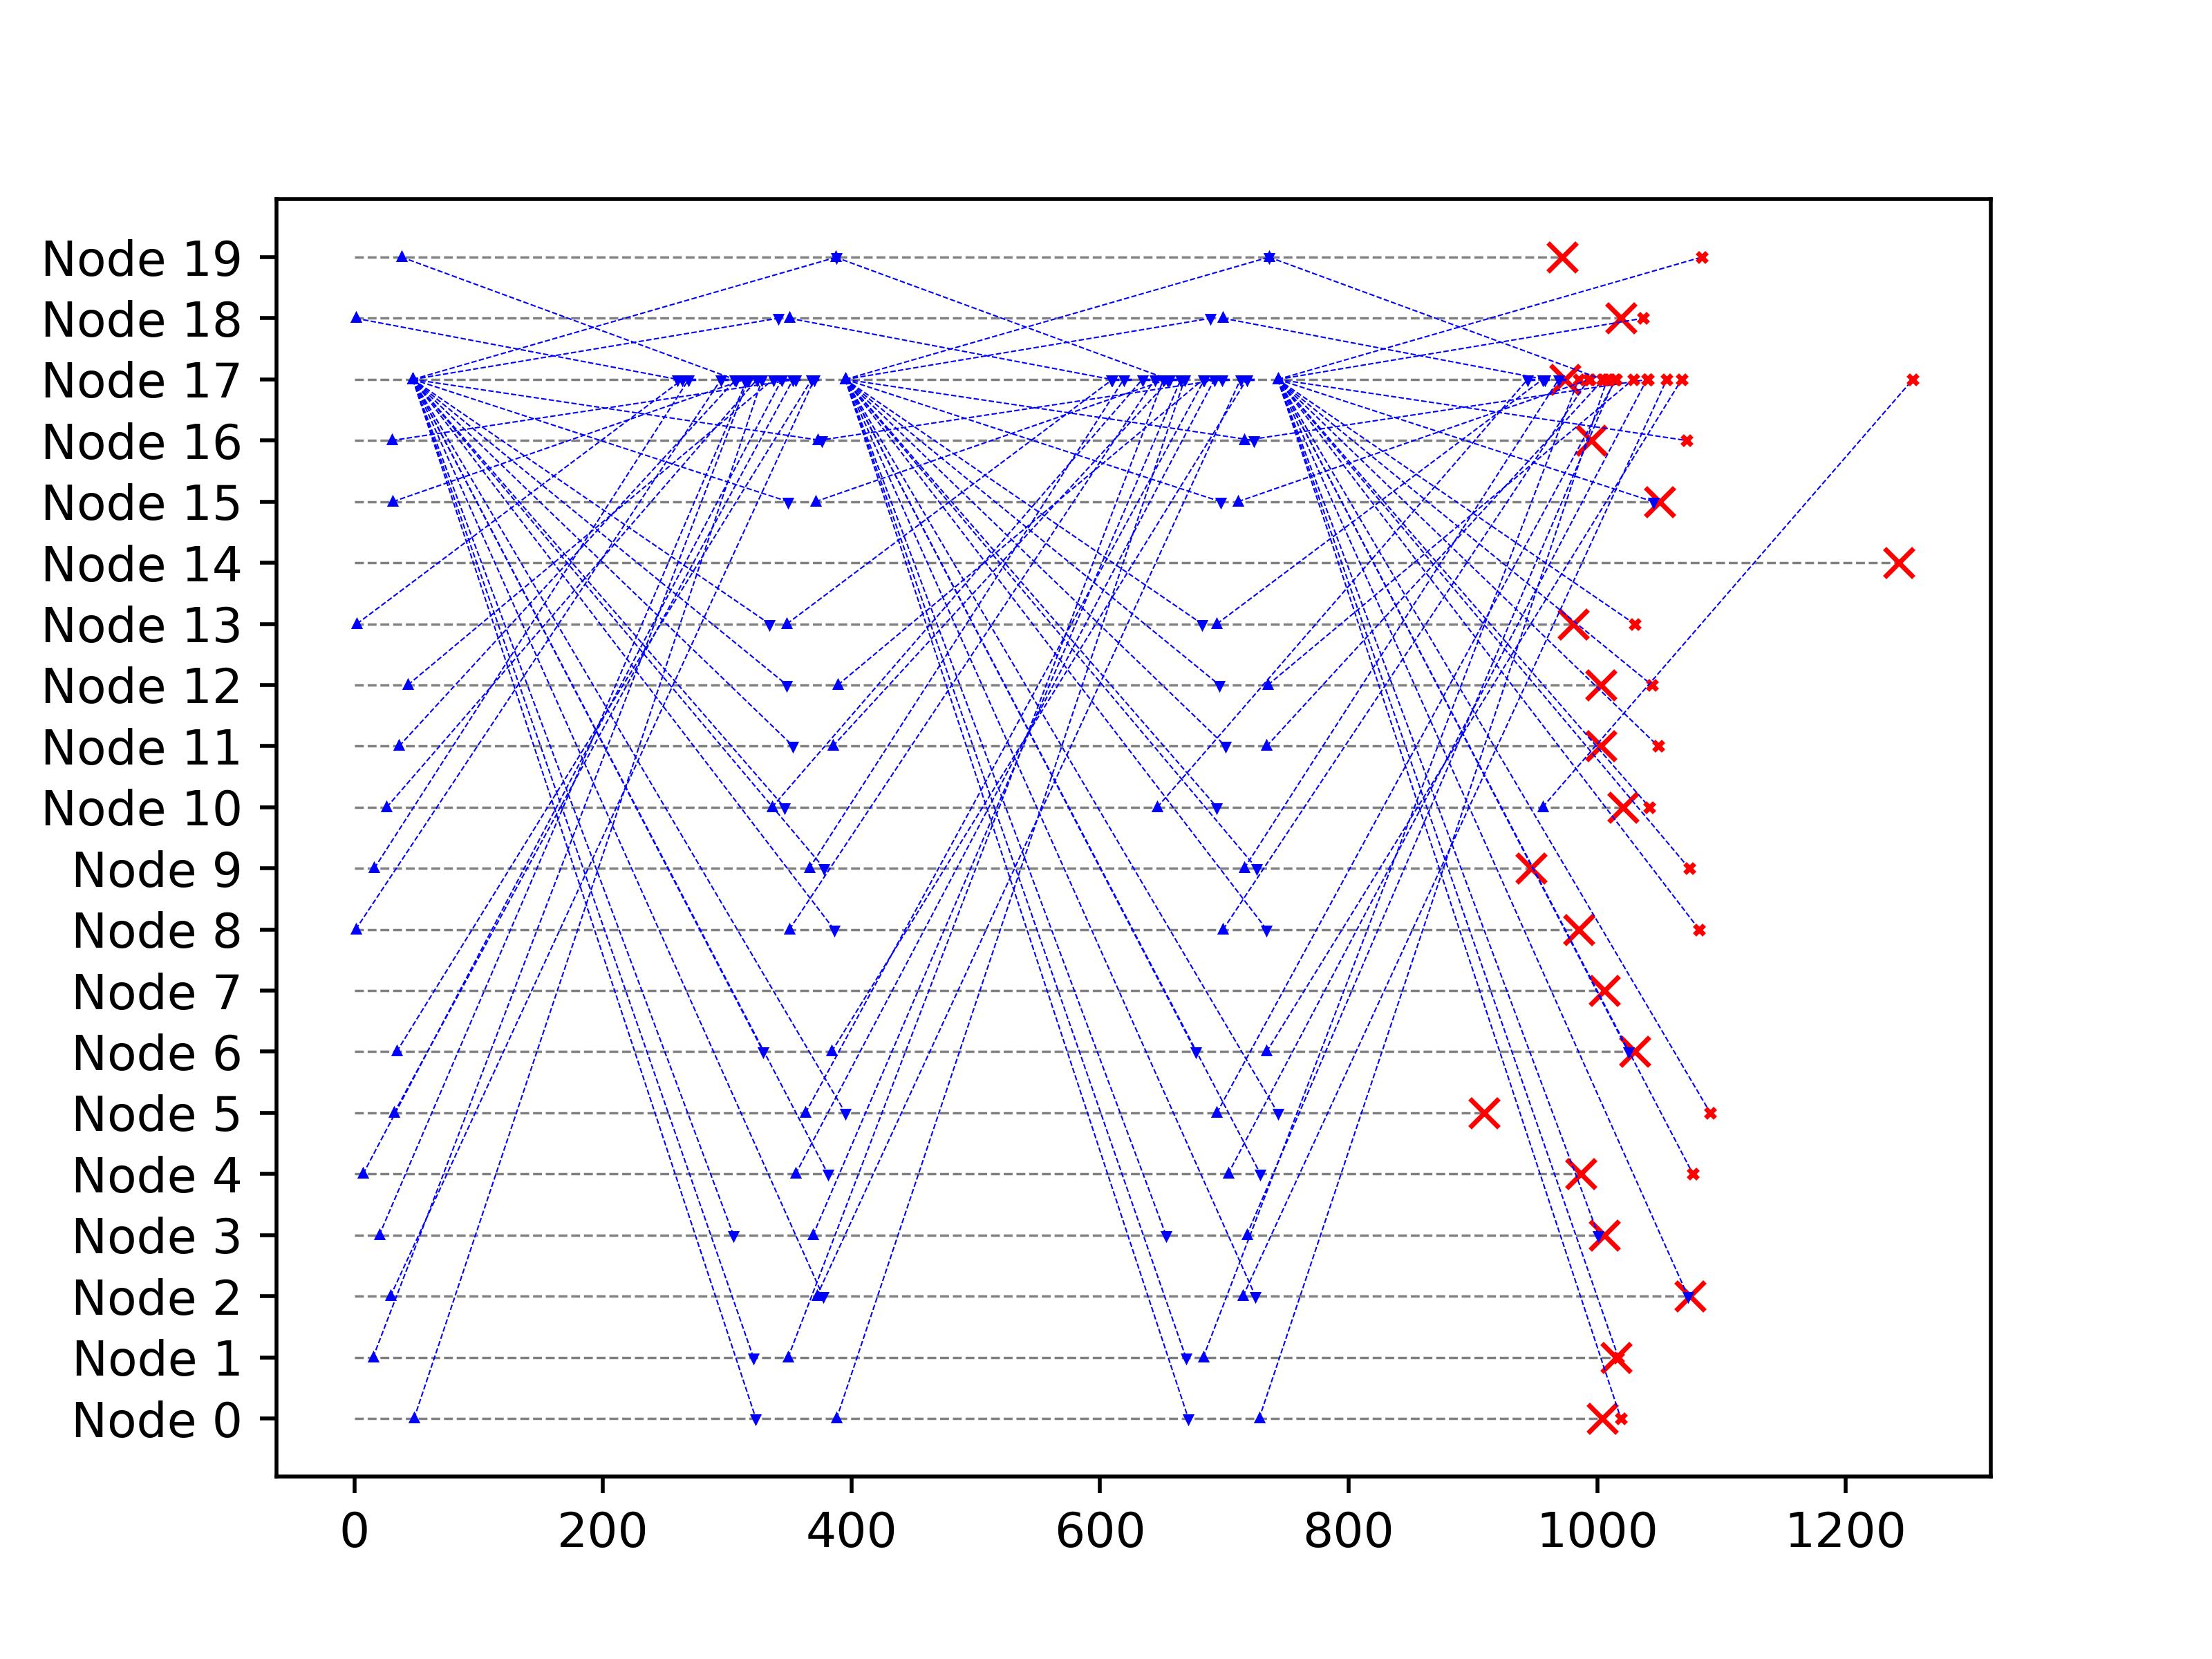 Node 19
Node 18
Node 17
Node 16
Node 15
Node 14
Node 13
Node 12
Node 11
Node 10
Node 9
Node 8
Node 7
Node 6
Node 5
Node 4
Node 3
Node 2
Node 1
Node 0
0 200 400 600 800 1000 1200